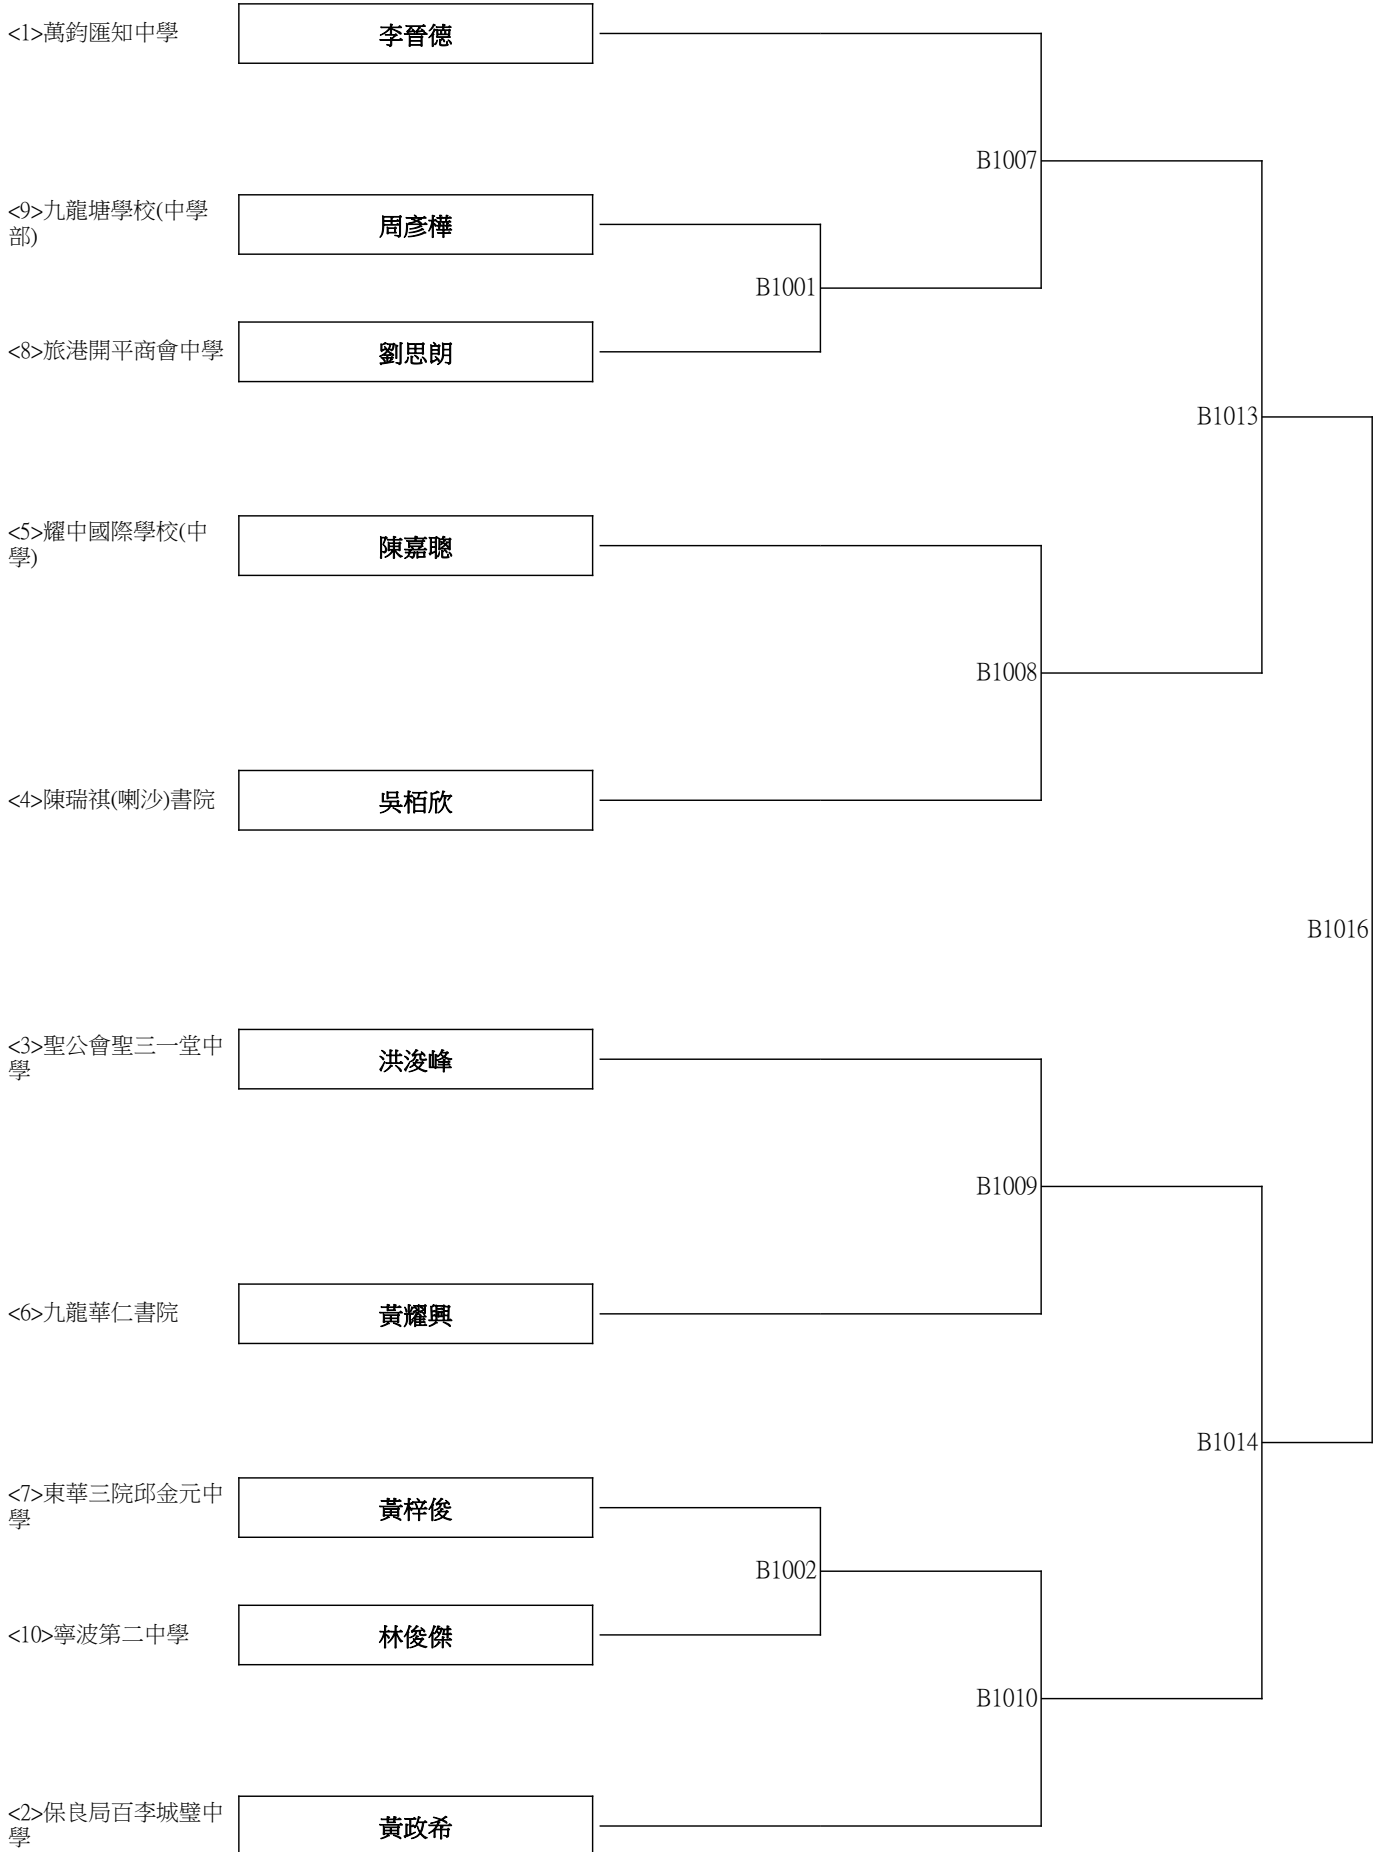 <1>萬鈞匯知中學
李晉德
B1007
<9>九龍塘學校(中學
部)
周彥樺
B1001
<8>旅港開平商會中學
劉思朗
B1013
<5>耀中國際學校(中
學)
陳嘉聰
B1008
<4>陳瑞祺(喇沙)書院
吳栢欣
B1016
<3>聖公會聖三一堂中
學
洪浚峰
B1009
<6>九龍華仁書院
黃耀興
B1014
<7>東華三院邱金元中
學
黃梓俊
B1002
<10>寧波第二中學
林俊傑
B1010
<2>保良局百李城璧中
學
黃政希